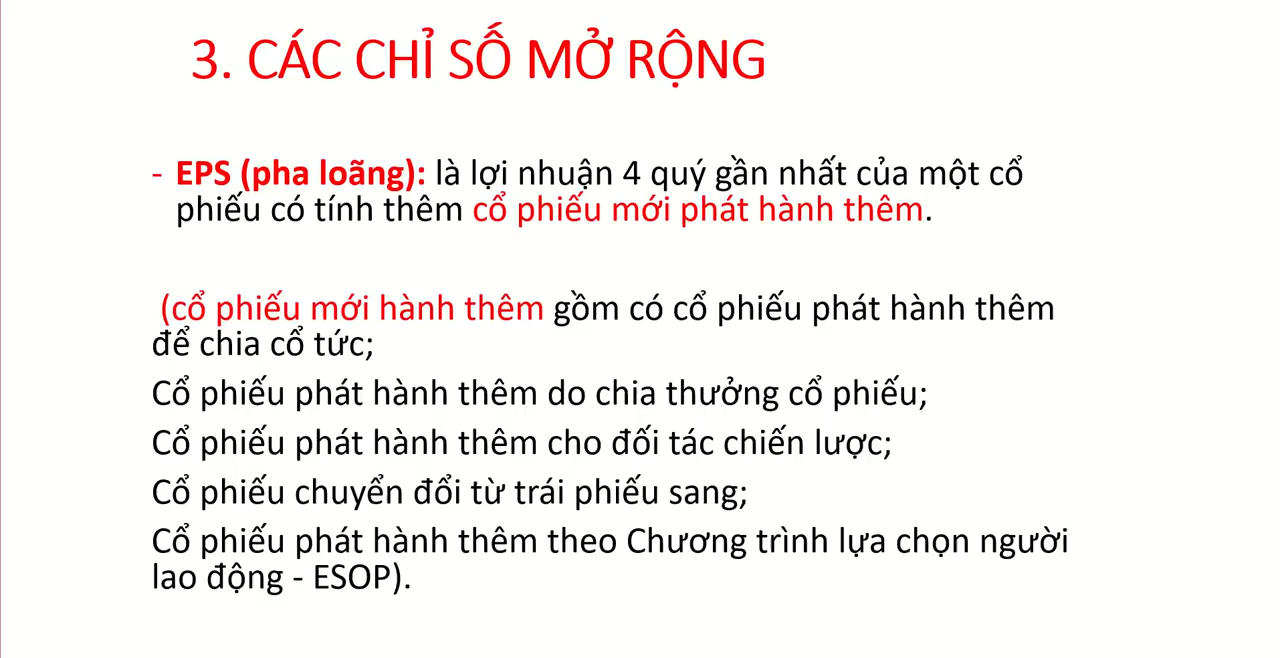 3. CÁC CHỈ SỐ MỞ RỘNG
- EPS (pha loãng): là lợi nhuận 4 quý gần nhất của một cổ
phiếu có tính thêm cổ phiếu mới phát hành thêm.
(cổ phiếu mới hành thêm gồm có cổ phiếu phát hành thêm
để chia cổ tức;
Cổ phiếu phát hành thêm do chia thưởng cổ phiếu;
Cổ phiếu phát hành thêm cho đối tác chiến lược;
Cổ phiếu chuyển đổi từ trái phiếu sang;
Cổ phiếu phát hành thêm theo Chương trình lựa chọn người
lao động - ESOP).